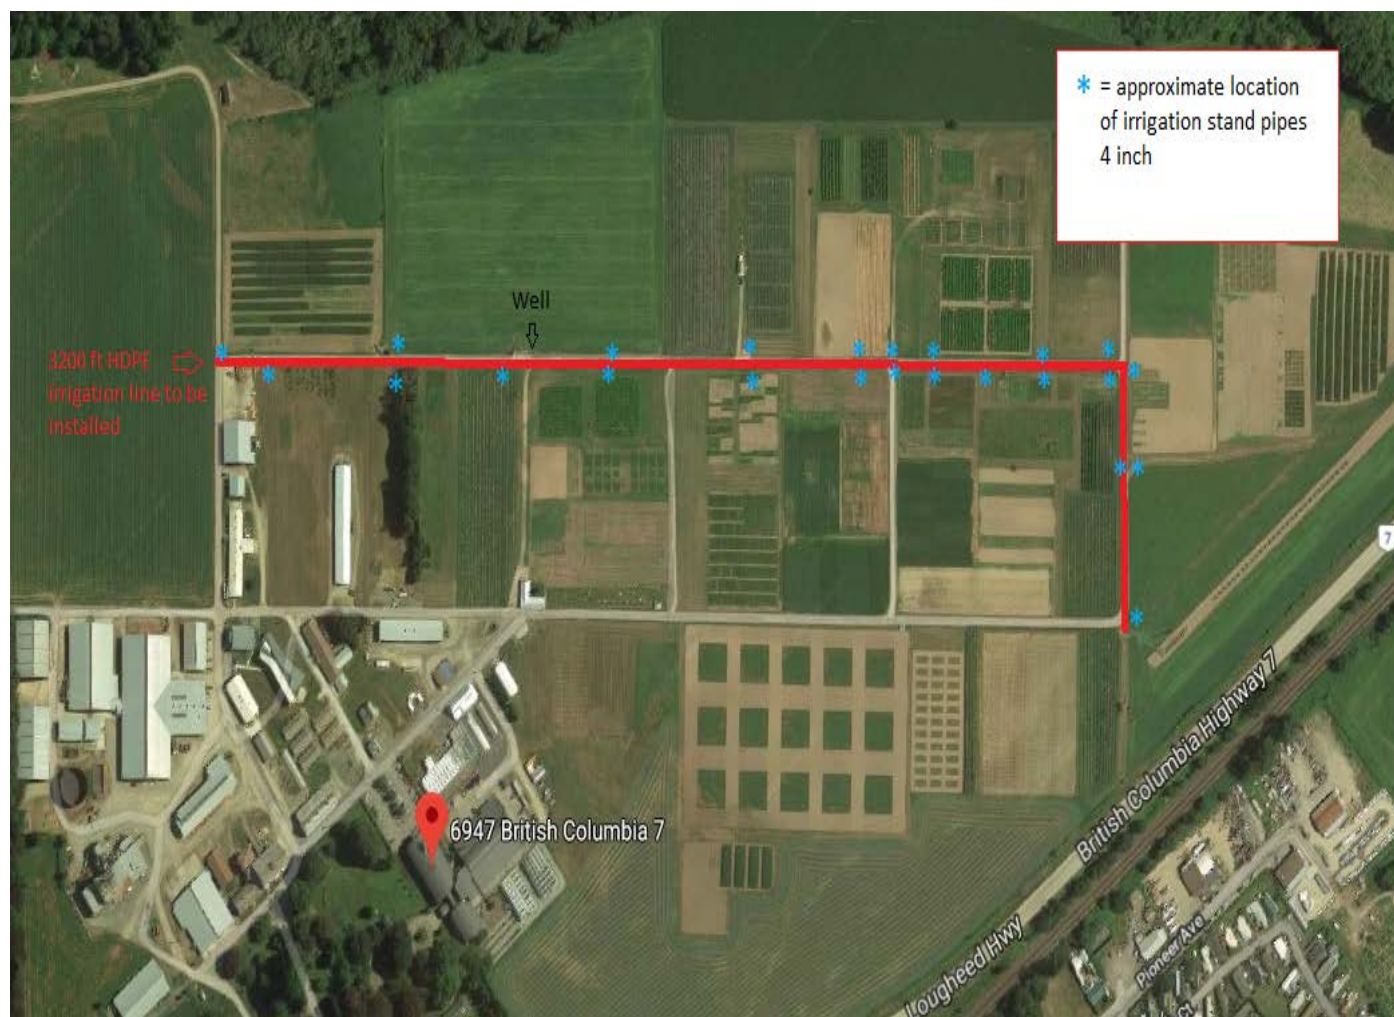 * = approximate location
of irrigation stand pipes
4 inch
Well
3200 ft HDPE
irrigation line to be
installed
7
6947 British Columbia 7
British Columbia Highway 7
Lougheed Hwy
Pioneer Ave
ct